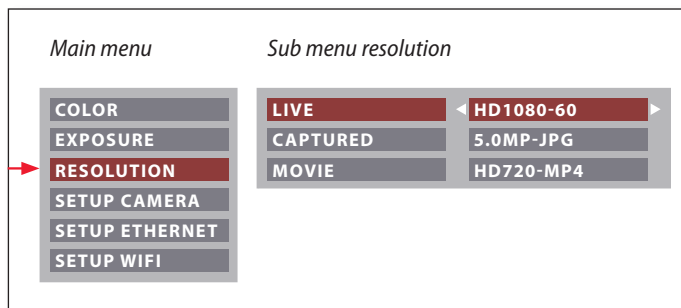 Main menu
Sub menu resolution
COLOR
EXPOSURE
RESOLUTION
SETUP CAMERA
SETUP ETHERNET
SETUP WIFI
LIVE HD1080-60
CAPTURED 5.0MP-JPG
MOVIE HD720-MP4